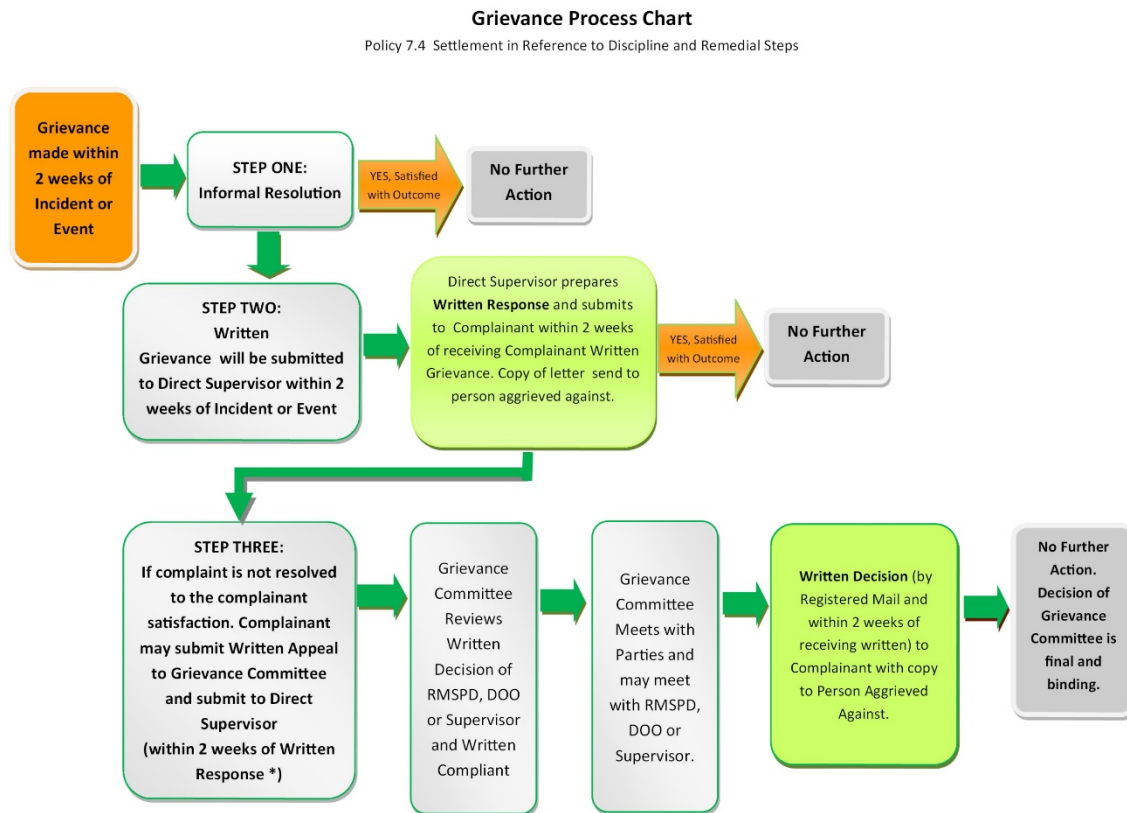 Grievance Process Chart
Policy 7.4 Settlement in Reference to Discipline and Remedial Steps
Grievance
made within
2 weeks of
Incident or
Event
STEP ONE:
Informal Resolution
YES, Satisfied
with Outcome
No Further
Action
STEP TWO:
Written
Grievance will be submitted
to Direct Supervisor within 2
weeks of Incident or Event
Direct Supervisor prepares
Written Response and submits
to Complainant within 2 weeks
of receiving Complainant Written
Grievance. Copy of letter send to
person aggrieved against.
YES, Satisfied
with Outcome
No Further
Action
STEP THREE:
If complaint is not resolved
to the complainant
satisfaction. Complainant
may submit Written Appeal
to Grievance Committee
and submit to Direct
Supervisor
(within 2 weeks of Written
Response *)
Grievance
Committee
Reviews
Written
Decision of
RMSPD, DOO
or Supervisor
and Written
Compliant
Grievance
Committee
Meets with
Parties and
may meet
with RMSPD,
DOO or
Supervisor.
Written Decision (by
Registered Mail and
within 2 weeks of
receiving written) to
Complainant with copy
to Person Aggrieved
Against.
No Further
Action.
Decision of
Grievance
Committee is
final and
binding.